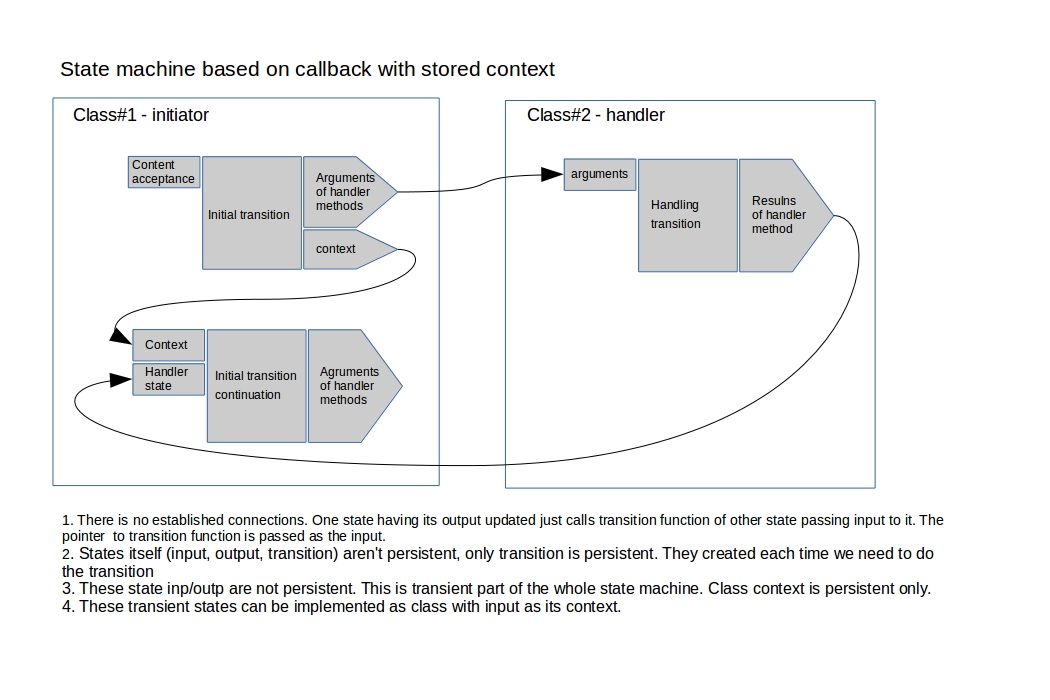 State machine based on callback with stored context
Class#1 - initiator
Content
acceptance
Initial transition
Arguments
of handler
methods
context
Context
Handler
state
Initial transition
continuation
Agruments
of handler
methods
Class#2 - handler
arguments
Handling
transition
Resulns
of handler
method
1. There is no established connections. One state having its output updated just calls transition function of other state passing input to it. The
pointer to transition function is passed as the input.
2. States itself (input, output, transition) aren't persistent, only transition is persistent. They created each time we need to do
the transition
3. These state inp/outp are not persistent. This is transient part of the whole state machine. Class context is persistent only.
4. These transient states can be implemented as class with input as its context.